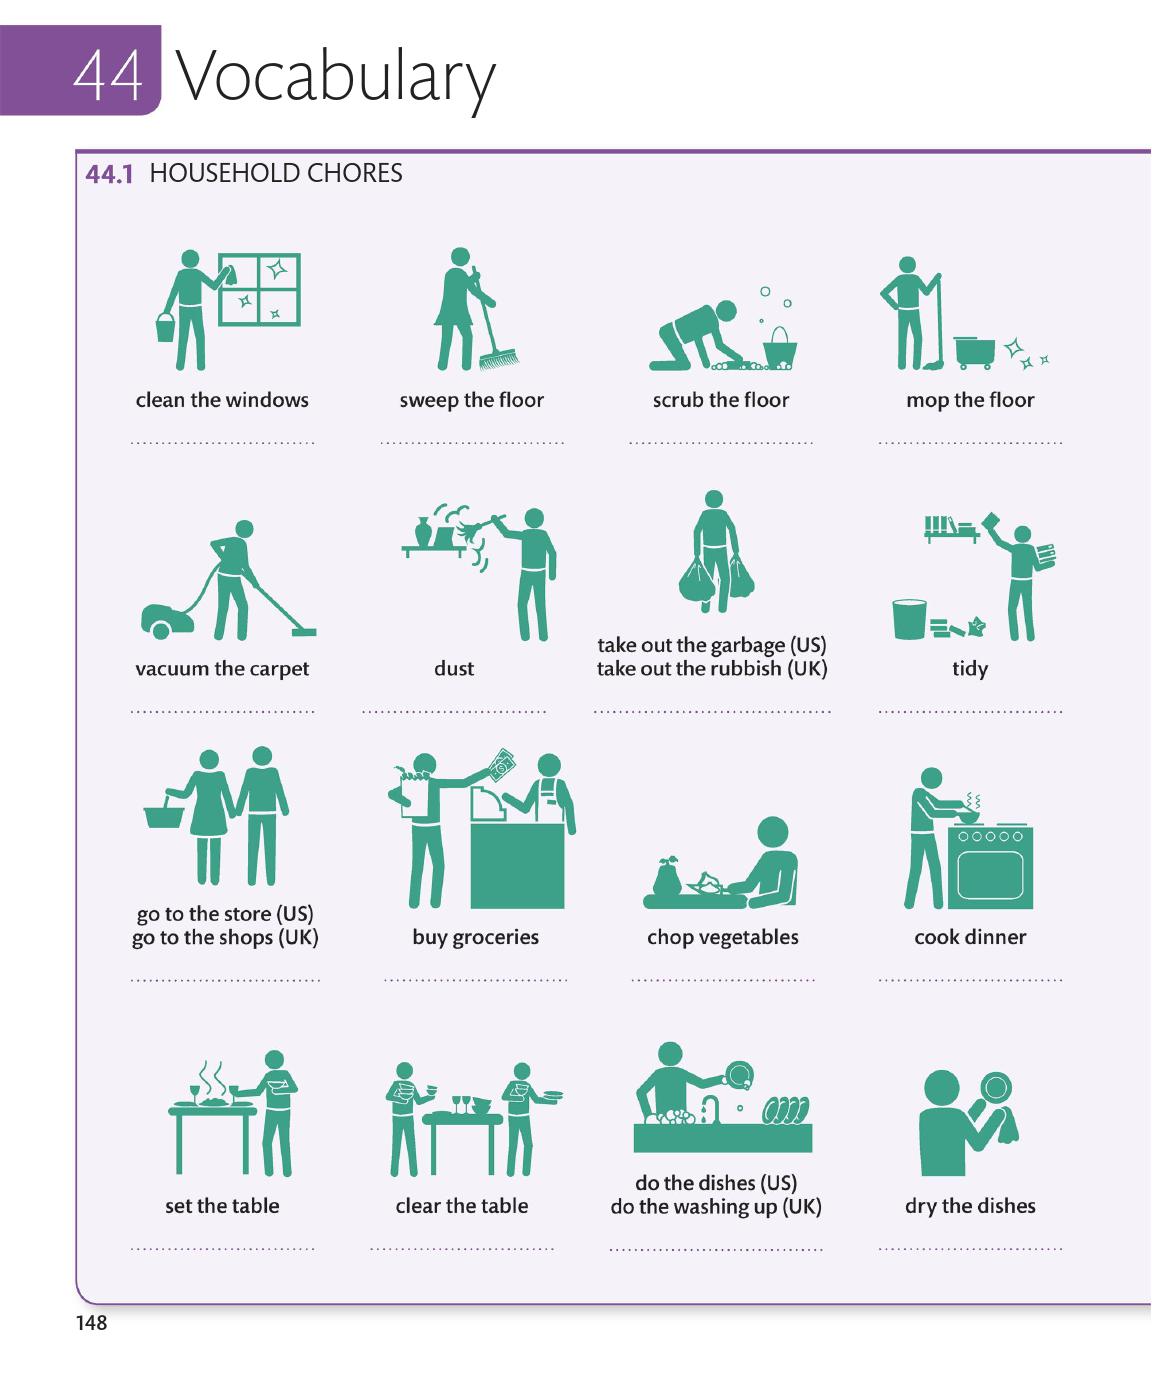 44 Vocabulary
44.1 HOUSEHOLD CHORES
clean the windows
sweep the floor
scrub the floor
mop the floor
vacuum the carpet
dust
take out the garbage (US)
take out the rubbish (UK)
tidy
go to the store (US)
go to the shops (UK)
buy groceries
chop vegetables
cook dinner
set the table
clear the table
do the dishes (US)
do the washing up (UK)
dry the dishes
148